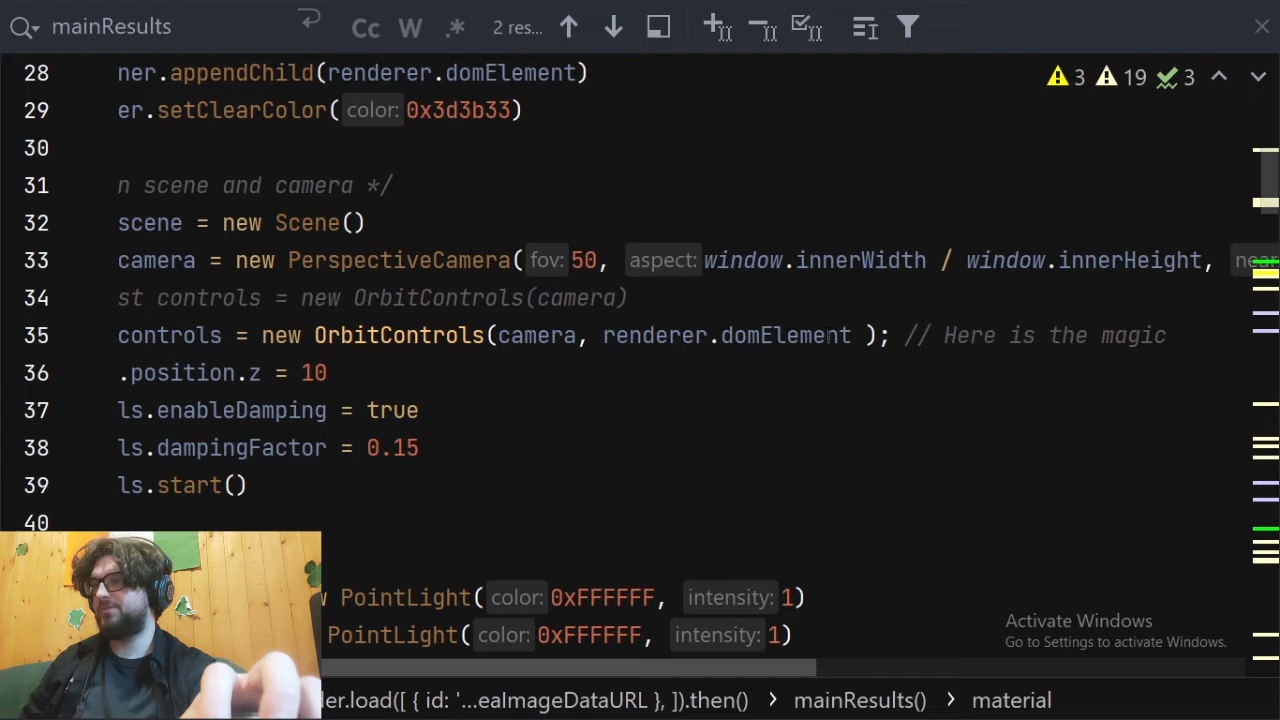 mainResults Cc W .* 2 res...
28 ner.appendChild(renderer.domElement) 3 19 3
29 er.setClearColor( color: 0x3d3b33)
30
31 n scene and camera */
32 scene = new Scene()
33 camera = new PerspectiveCamera( fov: 50, aspect: window.innerWidth / window.innerHeight, near
34 st controls = new OrbitControls(camera)
35 controls = new OrbitControls(camera, renderer.domElement ); // Here is the magic
36 .position.z = 10
37 ls.enableDamping = true
38 ls.dampingFactor = 0.15
39 ls.start()
40
PointLight( color: 0xFFFFFF, intensity: 1)
PointLight( color: 0xFFFFFF, intensity: 1)
Activate Windows
Go to Settings to activate Windows.
der.load([ { id: '...eaImageDataURL }, ]).then() > mainResults() > material